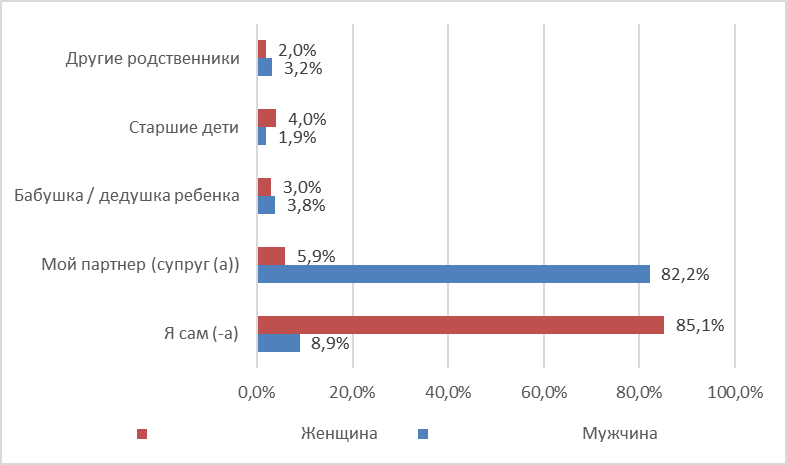 Другие родственники
2,0%
3,2%
Старшие дети
4,0%
1,9%
Бабушка / дедушка ребенка
3,0%
3,8%
Мой партнер (супруг (а))
5,9%
82,2%
Я сам (-а)
85,1%
8,9%
0,0% 20,0% 40,0% 60,0% 80,0% 100,0%
Женщина Мужчина